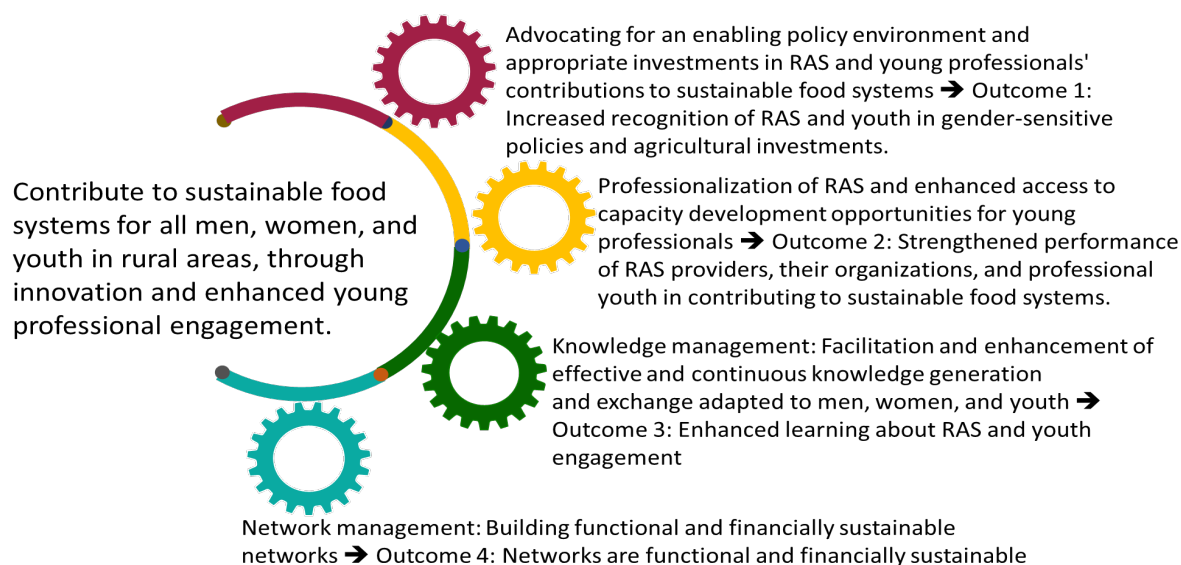 Contribute to sustainable food
systems for all men, women, and
youth in rural areas, through
innovation and enhanced young
professional engagement.
Advocating for an enabling policy environment and
appropriate investments in RAS and young professionals'
contributions to sustainable food systems ➔ Outcome 1:
Increased recognition of RAS and youth in gender-sensitive
policies and agricultural investments.
Professionalization of RAS and enhanced access to
capacity development opportunities for young
professionals ➔ Outcome 2: Strengthened performance
of RAS providers, their organizations, and professional
youth in contributing to sustainable food systems.
Knowledge management: Facilitation and enhancement of
effective and continuous knowledge generation
and exchange adapted to men, women, and youth ➔
Outcome 3: Enhanced learning about RAS and youth
engagement
Network management: Building functional and financially sustainable
networks ➔ Outcome 4: Networks are functional and financially sustainable